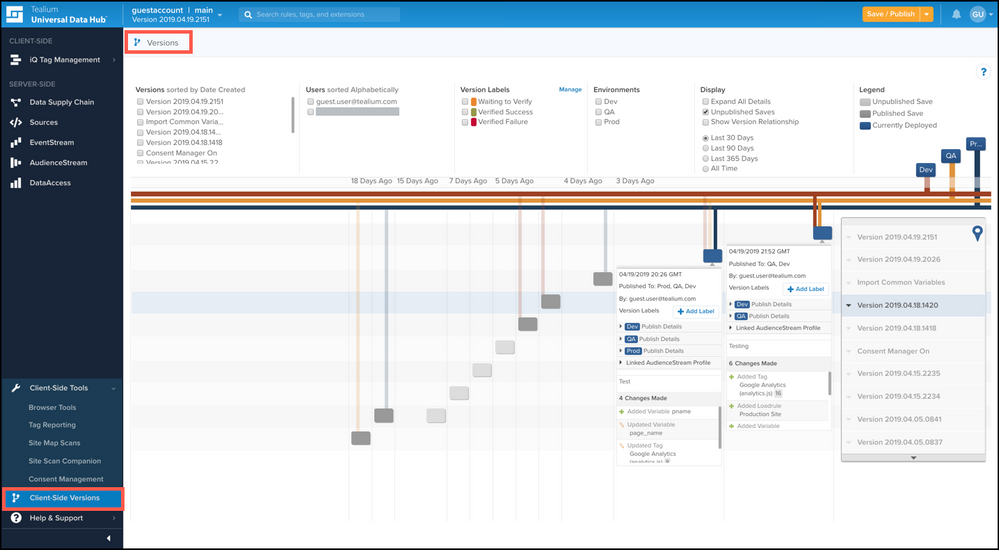 Tealium
Universal Data Hub™
guestaccount | main
Version 2019.04.19.2151
Search rules, tags, and extensions
Save / Publish
GU
CLIENT-SIDE
iQ Tag Management
SERVER-SIDE
Data Supply Chain
Sources
EventStream
AudienceStream
DataAccess
Client-Side Tools
Browser Tools
Tag Reporting
Site Map Scans
Site Scan Companion
Consent Management
Client-Side Versions
Help & Support
Versions
?
Versions sorted by Date Created
Version 2019.04.19.2151
Version 2019.04.19.20...
Import Common Varia...
Version 2019.04.18.14...
Version 2019.04.18.1418
Consent Manager On
Version 2019.04.15.22...
Users sorted Alphabetically
guest.user@tealium.com
Version Labels
Manage
Waiting to Verify
Verified Success
Verified Failure
Environments
Dev
QA
Prod
Display
Expand All Details
Unpublished Saves
Show Version Relationship
Last 30 Days
Last 90 Days
Last 365 Days
All Time
Legend
Unpublished Save
Published Save
Currently Deployed
Dev
QA
Pr...
18 Days Ago
15 Days Ago
7 Days Ago
5 Days Ago
4 Days Ago
3 Days Ago
04/19/2019 20:26 GMT
Published To: Prod, QA, Dev
By: guest.user@tealium.com
Version Labels
+ Add Label
Dev Publish Details
QA Publish Details
Prod Publish Details
Linked AudienceStream Profile
Test
4 Changes Made
Added Variable pname
Updated Variable
page_name
Updated Tag
Google Analytics
(analytics.js)
04/19/2019 21:52 GMT
Published To: QA, Dev
By: guest.user@tealium.com
Version Labels
+ Add Label
Dev Publish Details
QA Publish Details
Linked AudienceStream Profile
Testing
6 Changes Made
Added Tag
Google Analytics
(analytics.js) 16
Added Loadrule
Production Site
Added Variable
Version 2019.04.19.2151
Version 2019.04.19.2026
Import Common Variables
Version 2019.04.18.1420
Version 2019.04.18.1418
Consent Manager On
Version 2019.04.15.2235
Version 2019.04.15.2234
Version 2019.04.05.0841
Version 2019.04.05.0837